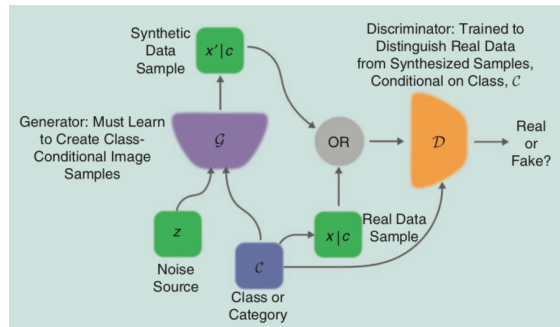 Synthetic
Data
Sample
x′|c
Discriminator: Trained to
Distinguish Real Data
from Synthesized Samples,
Conditional on Class, C
Generator: Must Learn
to Create Class-
Conditional Image
Samples
G
OR
D
Real
or
Fake?
z
Noise
Source
C
Class or
Category
x|c
Real Data
Sample